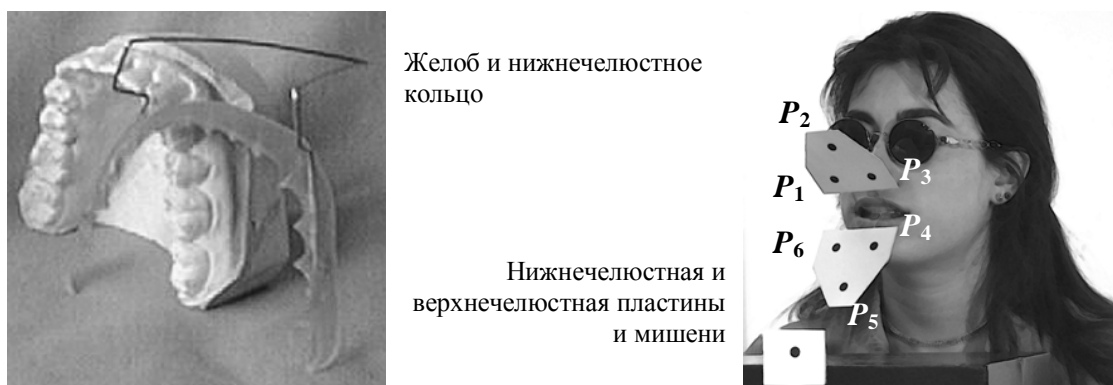 Желоб и нижнечелюстное
кольцо
Нижнечелюстная и
верхнечелюстная пластины
и мишени
P2
P3
P1
P4
P6
P5